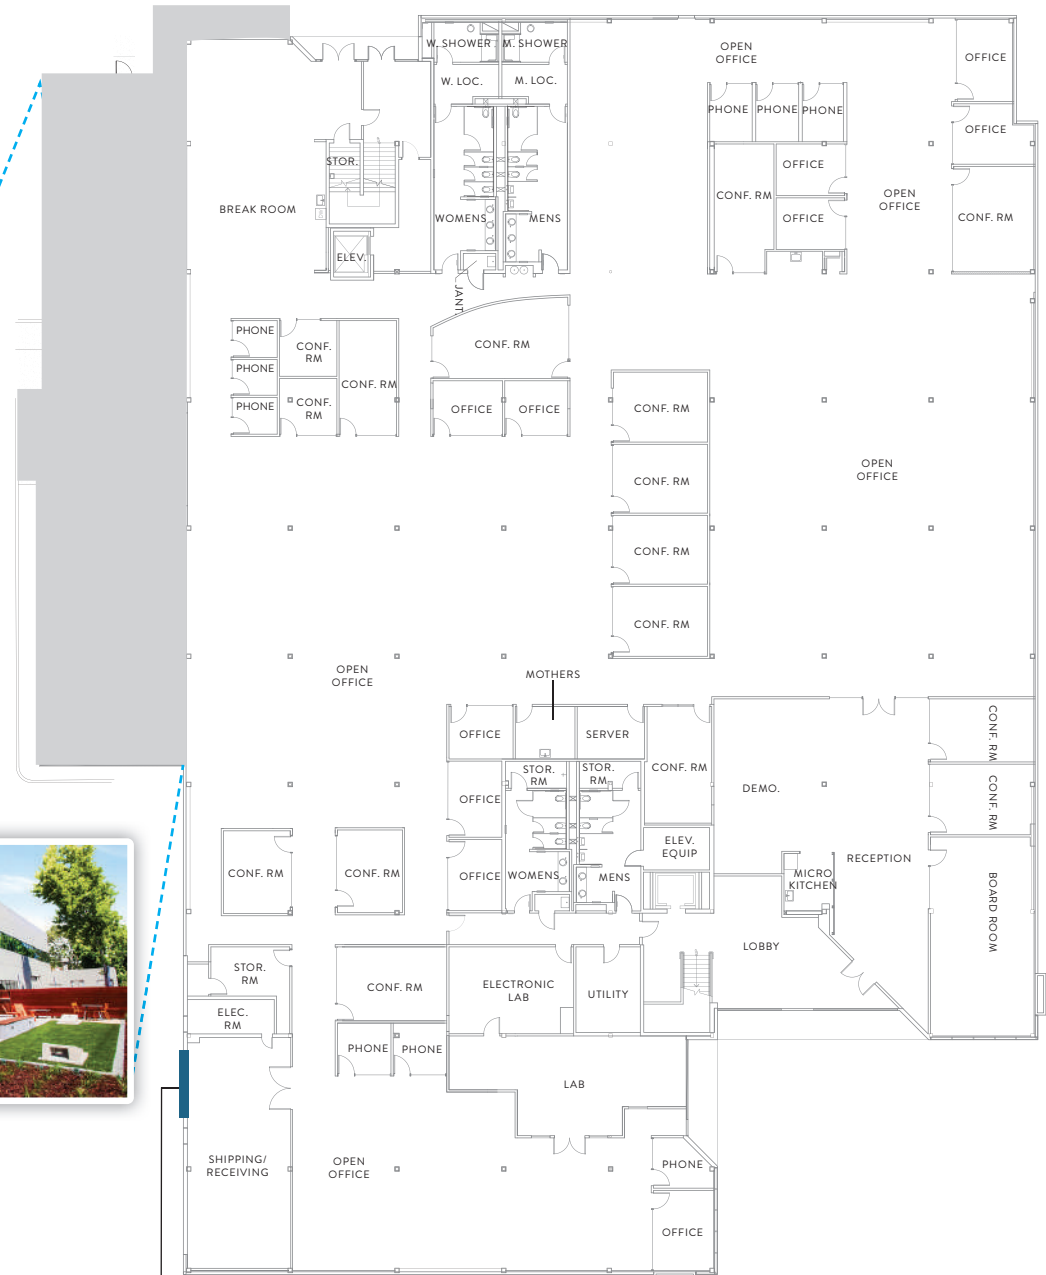 W. SHOWER
M. SHOWER
OPEN
OFFICE
OFFICE
W. LOC.
M. LOC.
PHONE
PHONE
PHONE
OFFICE
STOR.
OFFICE
BREAK ROOM
CONF. RM
OPEN
OFFICE
WOMENS
MENS
OFFICE
CONF. RM
ELEV.
JANT.
PHONE
CONF.
RM
CONF. RM
PHONE
CONF. RM
CONF.
RM
PHONE
OFFICE
OFFICE
CONF. RM
OPEN
OFFICE
CONF. RM
CONF. RM
CONF. RM
OPEN
OFFICE
MOTHERS
OFFICE
SERVER
CONF. RM
STOR.
RM
STOR.
RM
CONF. RM
DEMO.
CONF. RM
OFFICE
ELEV.
EQUIP
RECEPTION
CONF. RM
CONF. RM
OFFICE
WOMENS
MENS
MICRO
KITCHEN
BOARD ROOM
LOBBY
STOR.
RM
CONF. RM
ELECTRONIC
LAB
UTILITY
ELEC.
RM
PHONE
PHONE
LAB
SHIPPING/
RECEIVING
OPEN
OFFICE
PHONE
OFFICE